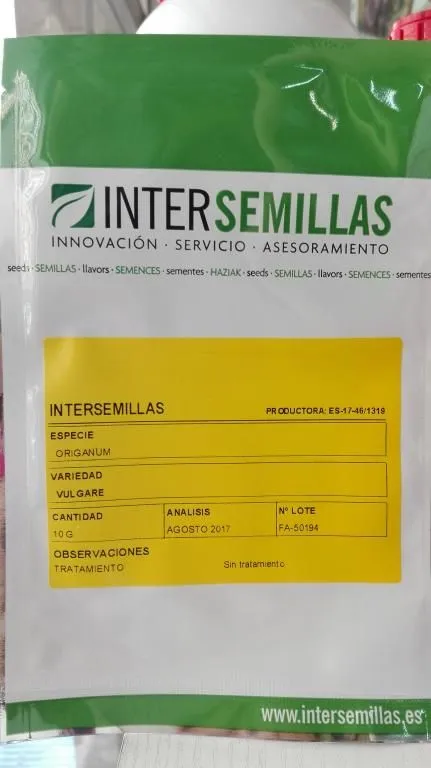 INTERSEMILLAS
INNOVACIÓN · SERVICIO · ASESORAMIENTO
seeds · SEMILLAS · llavors · SEMENCES · sementes · HAZIAK · seeds · SEMILLAS · llavors · SEMENCES · sementes
INTERSEMILLAS PRODUCTORA: ES-17-46/1319
ESPECIE
ORIGANUM
VARIEDAD
VULGARE
CANTIDAD ANALISIS Nº LOTE
10 G AGOSTO 2017 FA-50194
OBSERVACIONES
TRATAMIENTO Sin tratamiento
www.intersemillas.es